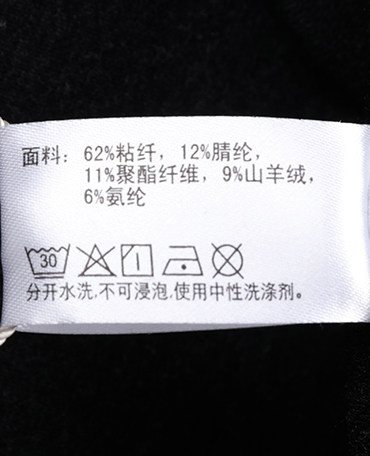 面料：62%粘纤，12%腈纶，
11%聚酯纤维，9%山羊绒，
6%氨纶
30
分开水洗,不可浸泡,使用中性洗涤剂。